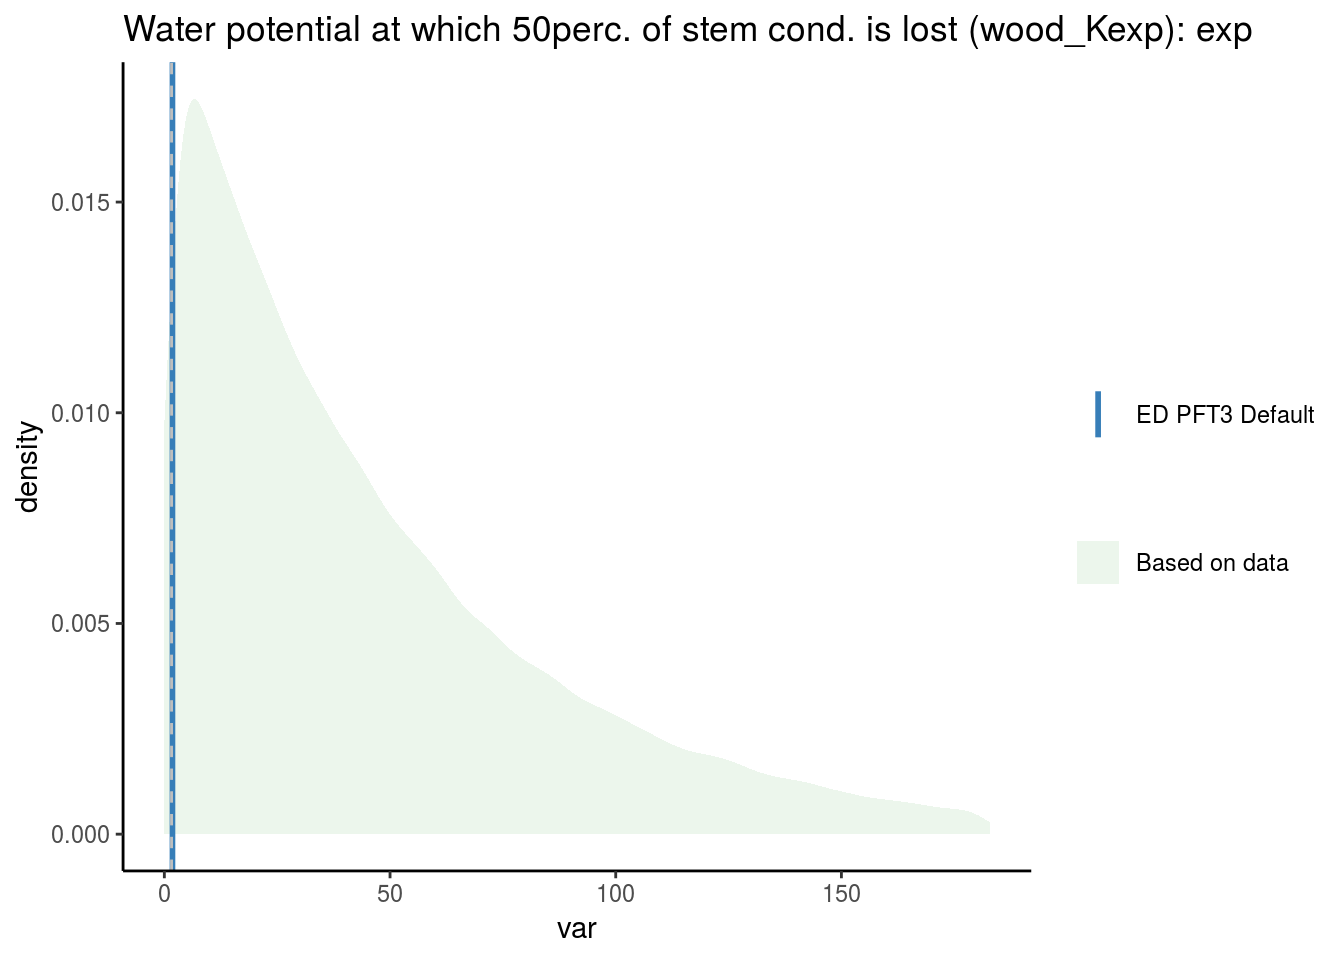 Water potential at which 50perc. of stem cond. is lost (wood_Kexp): exp
density
0.015
0.010
0.005
0.000
0
50
100
150
var
ED PFT3 Default
Based on data